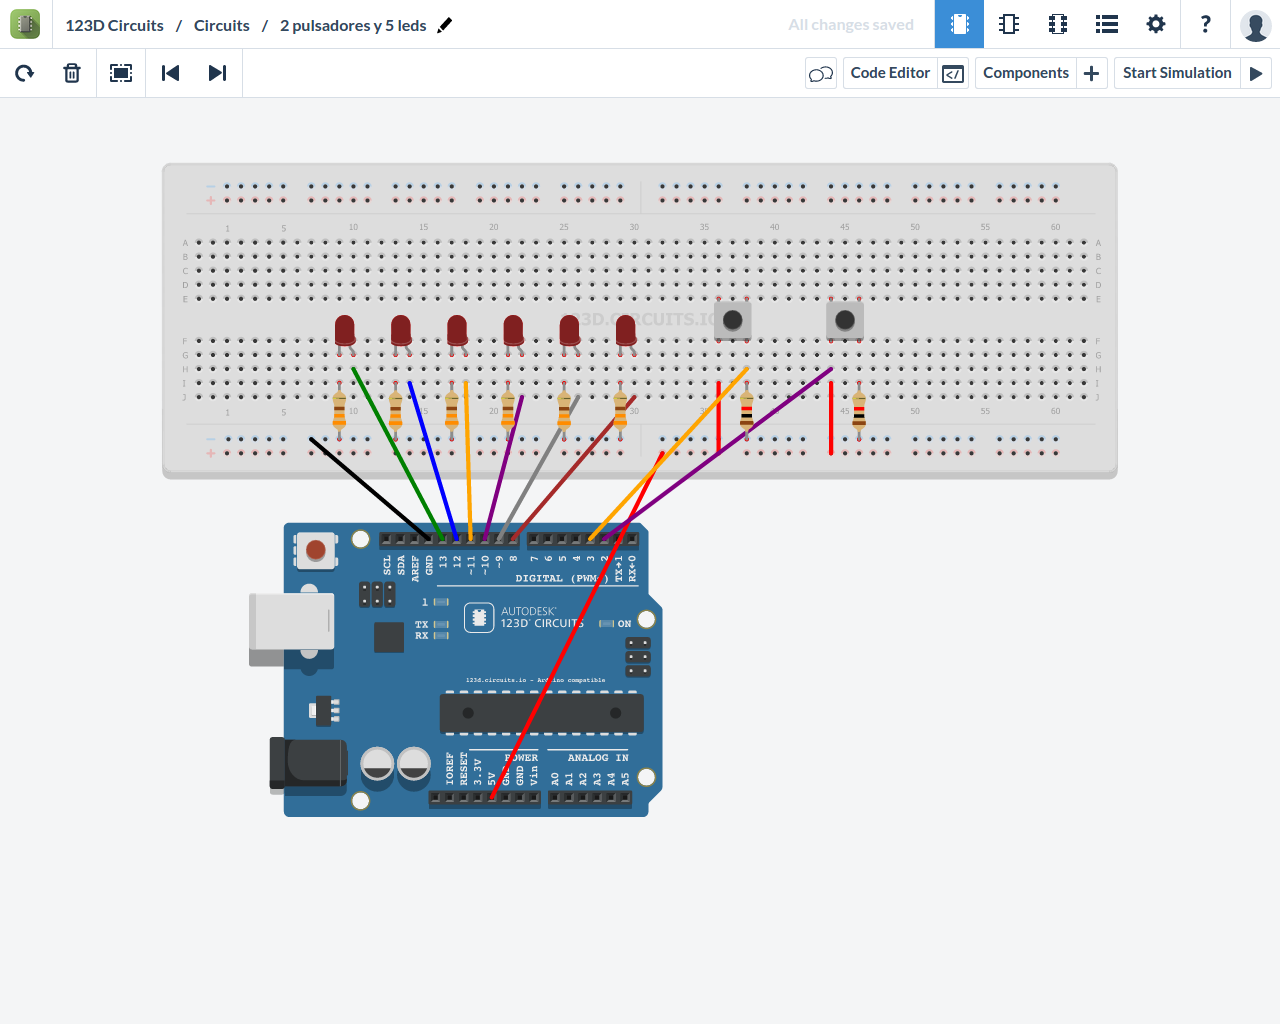 123D Circuits / Circuits / 2 pulsadores y 5 leds
All changes saved
?
Code Editor
Components
Start Simulation
1 5 10 15 20 25 30 35 40 45 50 55 60
A A
B B
C C
D D
E E
123D.CIRCUITS.IO
F F
G G
H H
I I
J J
1 5 10 15 20 25 30 35 45 50 55 60
SCL SDA AREF GND 13 12 ~11 ~10 ~9 8 7 6 5 4 3 2 TX→1 RX←0
DIGITAL (PWM~)
1
TX
RX
AUTODESK
123D CIRCUITS
ON
123d.circuits.io - Arduino compatible
POWER ANALOG IN
IOREF RESET 3.3V 5V GND GND Vin A0 A1 A2 A3 A4 A5